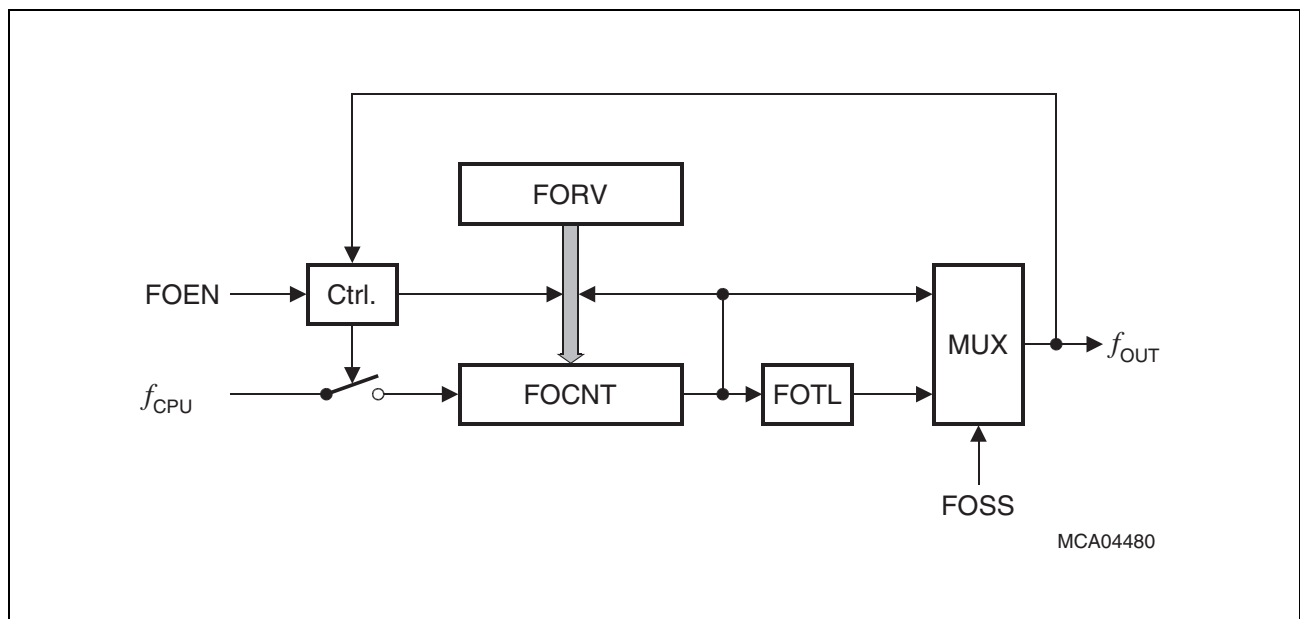 FORV
FOEN
Ctrl.
MUX
fOUT
fCPU
FOCNT
FOTL
FOSS
MCA04480